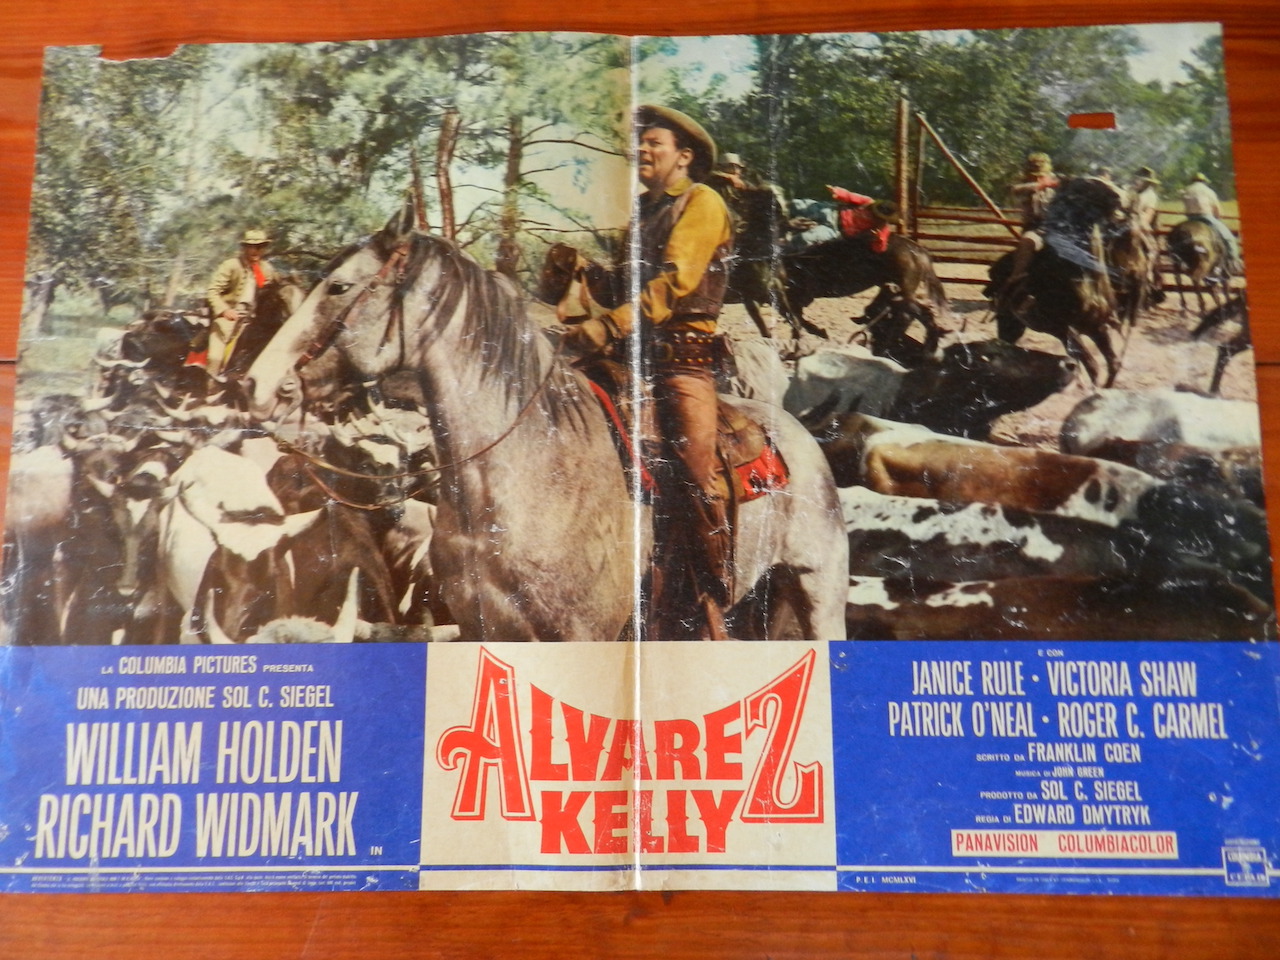 LA COLUMBIA PICTURES PRESENTA
UNA PRODUZIONE SOL C. SIEGEL
WILLIAM HOLDEN
RICHARD WIDMARK IN
ALVAREZ
KELLY
E CON
JANICE RULE • VICTORIA SHAW
PATRICK O'NEAL • ROGER C. CARMEL
SCRITTO DA FRANKLIN COEN
MUSICA DI JOHN GREEN
PRODOTTO DA SOL C. SIEGEL
REGIA DI EDWARD DMYTRYK
PANAVISION COLUMBIACOLOR
COLUMBIA
CEIAD
P.E.I. MCMLXVI